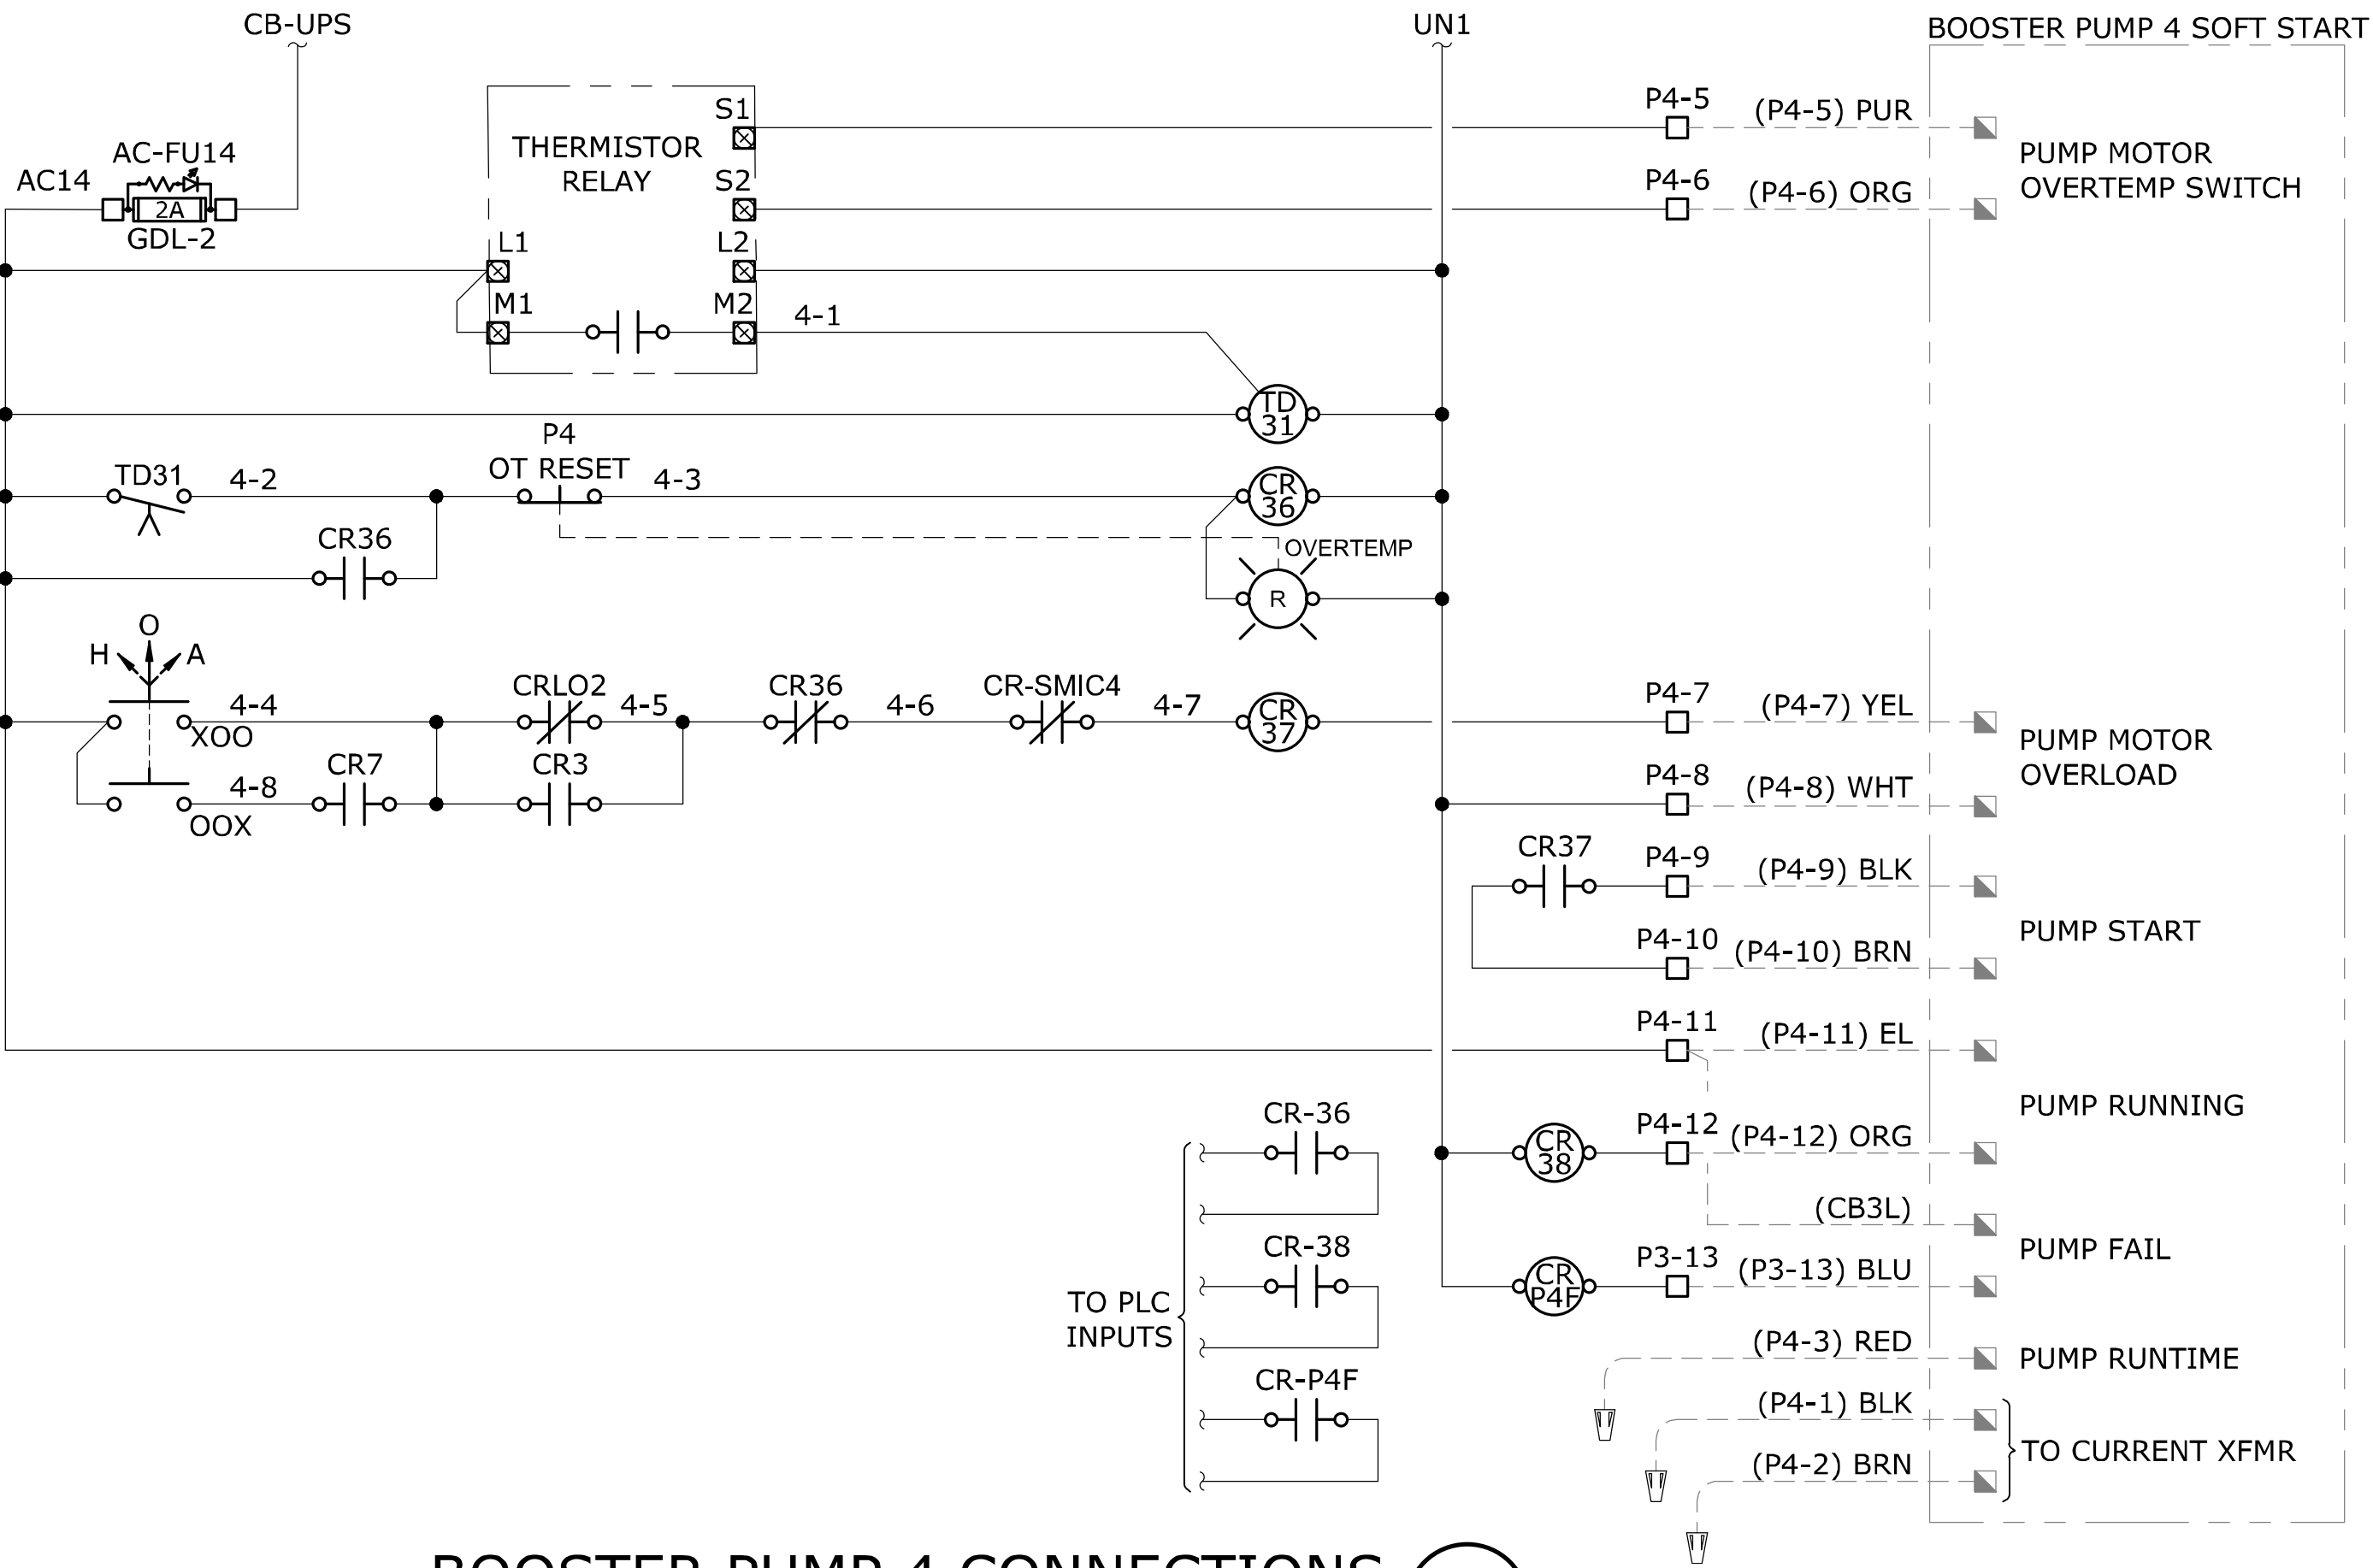 CB-UPS
UN1
BOOSTER PUMP 4 SOFT START
AC14
AC-FU14
2A
GDL-2
THERMISTOR
RELAY
S1
S2
L1
L2
M1
M2
4-1
P4-5
(P4-5) PUR
P4-6
(P4-6) ORG
PUMP MOTOR
OVERTEMP SWITCH
TD
31
TD31
4-2
P4
OT RESET
4-3
CR
36
CR36
OVERTEMP
R
H
O
A
4-4
XOO
4-8
OOX
CR7
CRLO2
4-5
CR3
CR36
4-6
CR-SMIC4
4-7
CR
37
P4-7
(P4-7) YEL
P4-8
(P4-8) WHT
PUMP MOTOR
OVERLOAD
CR37
P4-9
(P4-9) BLK
P4-10
(P4-10) BRN
PUMP START
P4-11
(P4-11) EL
CR
38
P4-12
(P4-12) ORG
PUMP RUNNING
(CB3L)
CR
P4F
P3-13
(P3-13) BLU
PUMP FAIL
TO PLC
INPUTS
CR-36
CR-38
CR-P4F
(P4-3) RED
PUMP RUNTIME
(P4-1) BLK
(P4-2) BRN
TO CURRENT XFMR
BOOSTER PUMP 4 CONNECTIONS